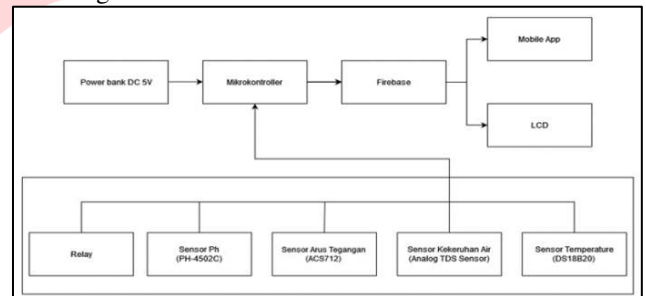 Mobile App
Power bank DC 5V
Mikrokontroller
Firebase
LCD
Relay
Sensor Ph
(PH-4502C)
Sensor Arus Tegangan
(ACS712)
Sensor Kekeruhan Air
(Analog TDS Sensor)
Sensor Temperature
(DS18B20)